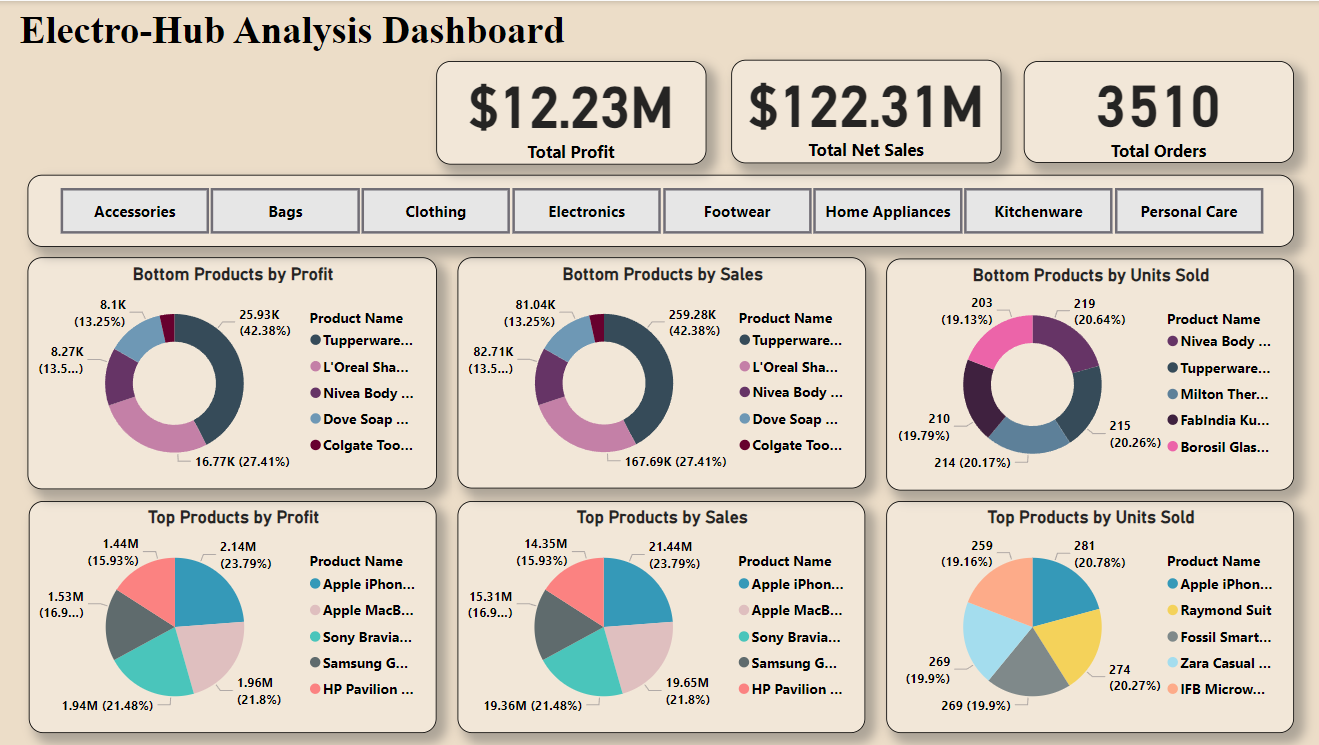 Electro-Hub Analysis Dashboard
$12.23M
Total Profit
$122.31M
Total Net Sales
3510
Total Orders
Accessories
Bags
Clothing
Electronics
Footwear
Home Appliances
Kitchenware
Personal Care
Bottom Products by Profit
8.1K
(13.25%)
25.93K
(42.38%)
8.27K
(13.5...)
16.77K (27.41%)
Product Name
Tupperware...
L'Oreal Sha...
Nivea Body ...
Dove Soap ...
Colgate Too...
Bottom Products by Sales
81.04K
(13.25%)
259.28K
(42.38%)
82.71K
(13.5...)
167.69K (27.41%)
Product Name
Tupperware...
L'Oreal Sha...
Nivea Body ...
Dove Soap ...
Colgate Too...
Bottom Products by Units Sold
203
(19.13%)
219
(20.64%)
210
(19.79%)
215
(20.26%)
214 (20.17%)
Product Name
Nivea Body ...
Tupperware...
Milton Ther...
FabIndia Ku...
Borosil Glas...
Top Products by Profit
1.44M
(15.93%)
2.14M
(23.79%)
1.53M
(16.9...)
1.96M
(21.8%)
1.94M (21.48%)
Product Name
Apple iPhon...
Apple MacB...
Sony Bravia...
Samsung G...
HP Pavilion ...
Top Products by Sales
14.35M
(15.93%)
21.44M
(23.79%)
15.31M
(16.9...)
19.65M
(21.8%)
19.36M (21.48%)
Product Name
Apple iPhon...
Apple MacB...
Sony Bravia...
Samsung G...
HP Pavilion ...
Top Products by Units Sold
259
(19.16%)
281
(20.78%)
269
(19.9%)
274
(20.27%)
269 (19.9%)
Product Name
Apple iPhon...
Raymond Suit
Fossil Smart...
Zara Casual ...
IFB Microw...